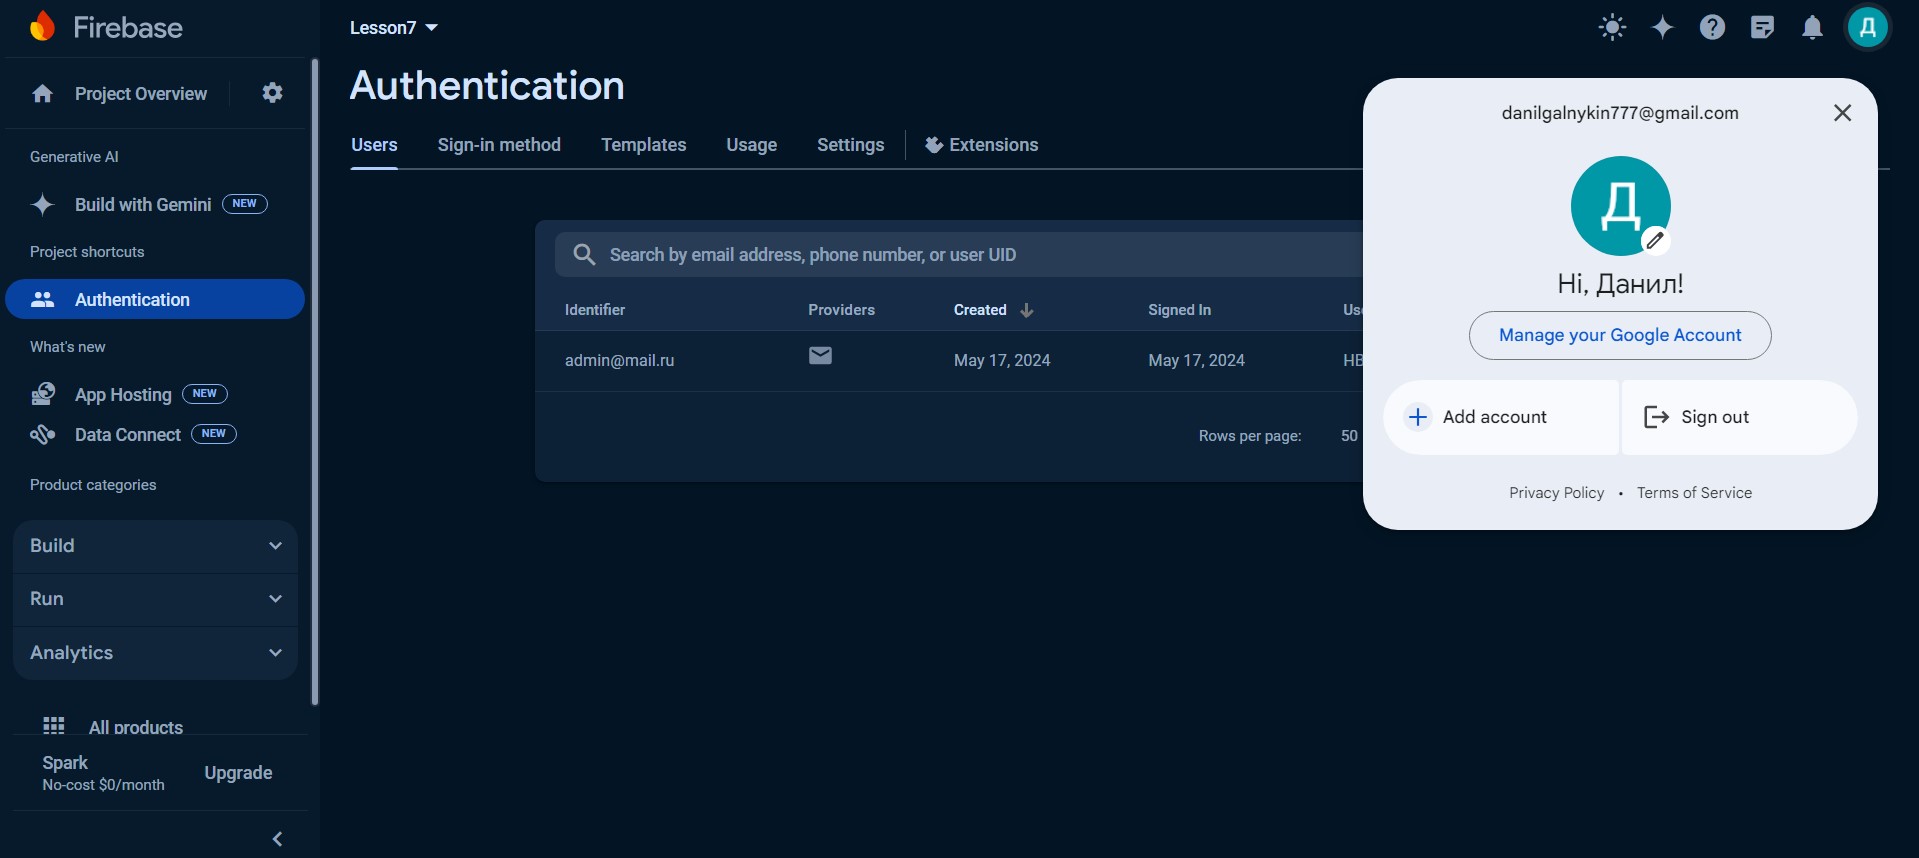 Firebase
Project Overview
Generative AI
Build with Gemini NEW
Project shortcuts
Authentication
What's new
App Hosting NEW
Data Connect NEW
Product categories
Build
Run
Analytics
All products
Spark
No-cost $0/month
Upgrade
Lesson7
Д
Authentication
Users Sign-in method Templates Usage Settings Extensions
Search by email address, phone number, or user UID
Identifier Providers Created Signed In
admin@mail.ru May 17, 2024 May 17, 2024 HB
Rows per page: 50
danilgalnykin777@gmail.com
Д
Hi, Данил!
Manage your Google Account
Add account Sign out
Privacy Policy • Terms of Service